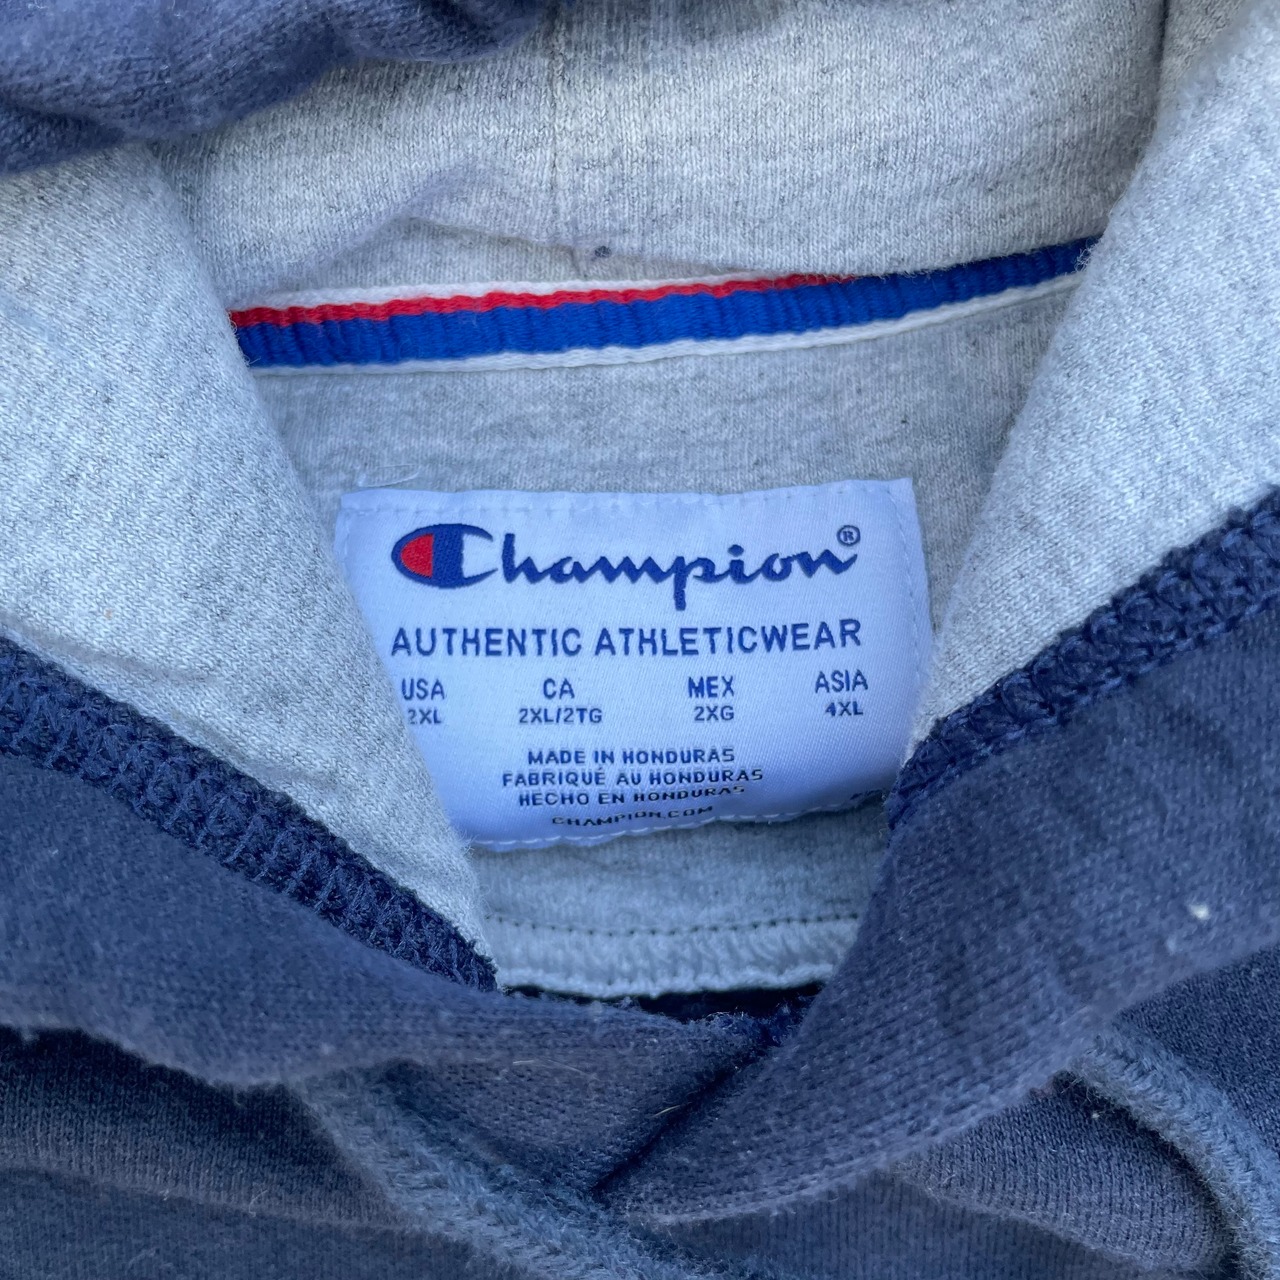 Champion®
AUTHENTIC ATHLETICWEAR
USA CA MEX ASIA
2XL 2XL/2TG 2XG 4XL
MADE IN HONDURAS
FABRIQUÉ AU HONDURAS
HECHO EN HONDURAS
CHAMPION.COM